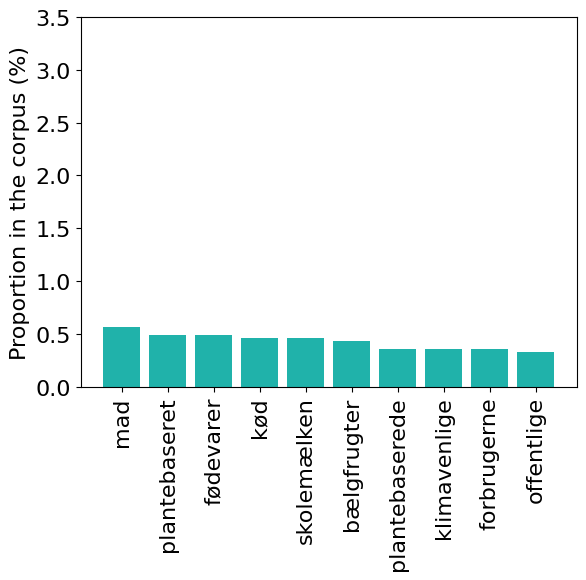 Proportion in the corpus (%)
3.5
3.0
2.5
2.0
1.5
1.0
0.5
0.0
mad
plantebaseret
fødevarer
kød
skolemælken
bælgfrugter
plantebaserede
klimavenlige
forbrugerne
offentlige